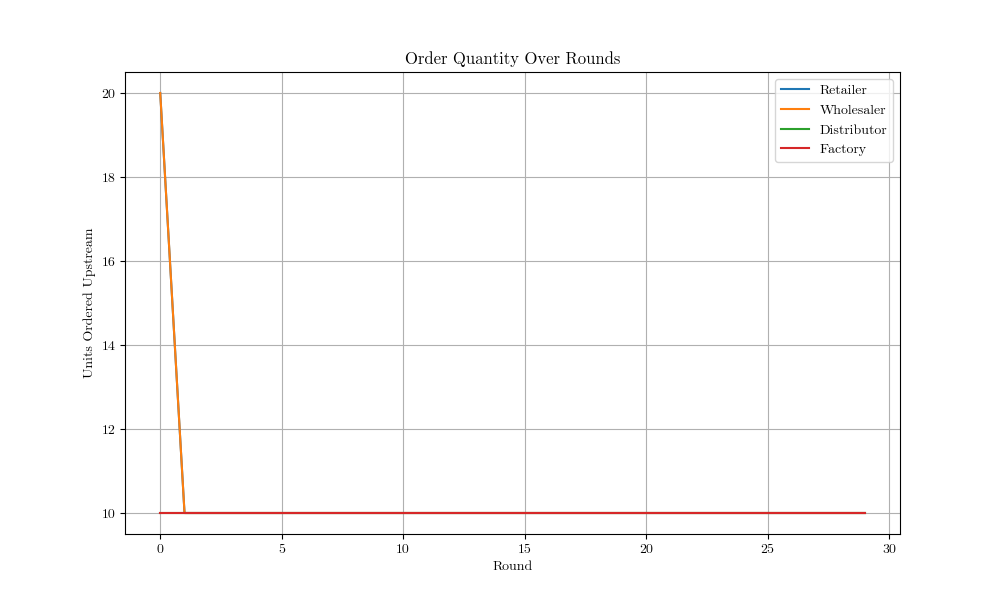 Order Quantity Over Rounds
Units Ordered Upstream
20
18
16
14
12
10
Retailer
Wholesaler
Distributor
Factory
0 5 10 15 20 25 30
Round